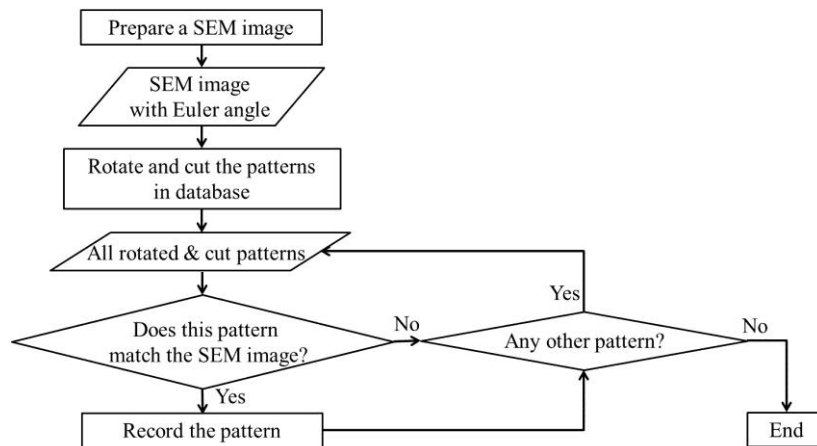 Prepare a SEM image
SEM image
with Euler angle
Rotate and cut the patterns
in database
All rotated & cut patterns
Does this pattern
match the SEM image?
No
Yes
Record the pattern
Yes
Any other pattern?
No
End